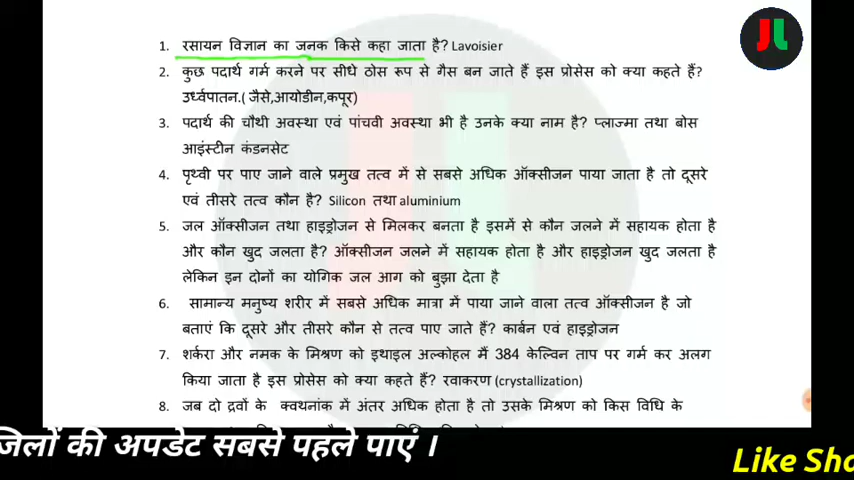 1. रसायन विज्ञान का जनक किसे कहा जाता है? Lavoisier
2. कुछ पदार्थ गर्म करने पर सीधे ठोस रूप से गैस बन जाते हैं इस प्रोसेस को क्या कहते हैं?
उर्ध्वपातन.( जैसे,आयोडीन,कपूर)
3. पदार्थ की चौथी अवस्था एवं पांचवी अवस्था भी है उनके क्या नाम है? प्लाज्मा तथा बोस
आइंस्टीन कंडनसेट
4. पृथ्वी पर पाए जाने वाले प्रमुख तत्व में से सबसे अधिक ऑक्सीजन पाया जाता है तो दूसरे
एवं तीसरे तत्व कौन है? Silicon तथा aluminium
5. जल ऑक्सीजन तथा हाइड्रोजन से मिलकर बनता है इसमें से कौन जलने में सहायक होता है
और कौन खुद जलता है? ऑक्सीजन जलने में सहायक होता है और हाइड्रोजन खुद जलता है
लेकिन इन दोनों का योगिक जल आग को बुझा देता है
6. सामान्य मनुष्य शरीर में सबसे अधिक मात्रा में पाया जाने वाला तत्व ऑक्सीजन है जो
बताएं कि दूसरे और तीसरे कौन से तत्व पाए जाते हैं? कार्बन एवं हाइड्रोजन
7. शर्करा और नमक के मिश्रण को इथाइल अल्कोहल में 384 केल्विन ताप पर गर्म कर अलग
किया जाता है इस प्रोसेस को क्या कहते हैं? रवाकरण (crystallization)
8. जब दो द्रवों के क्वथनांक में अंतर अधिक होता है तो उसके मिश्रण को किस विधि के
जिलों की अपडेट सबसे पहले पाएं ।
Like Sha